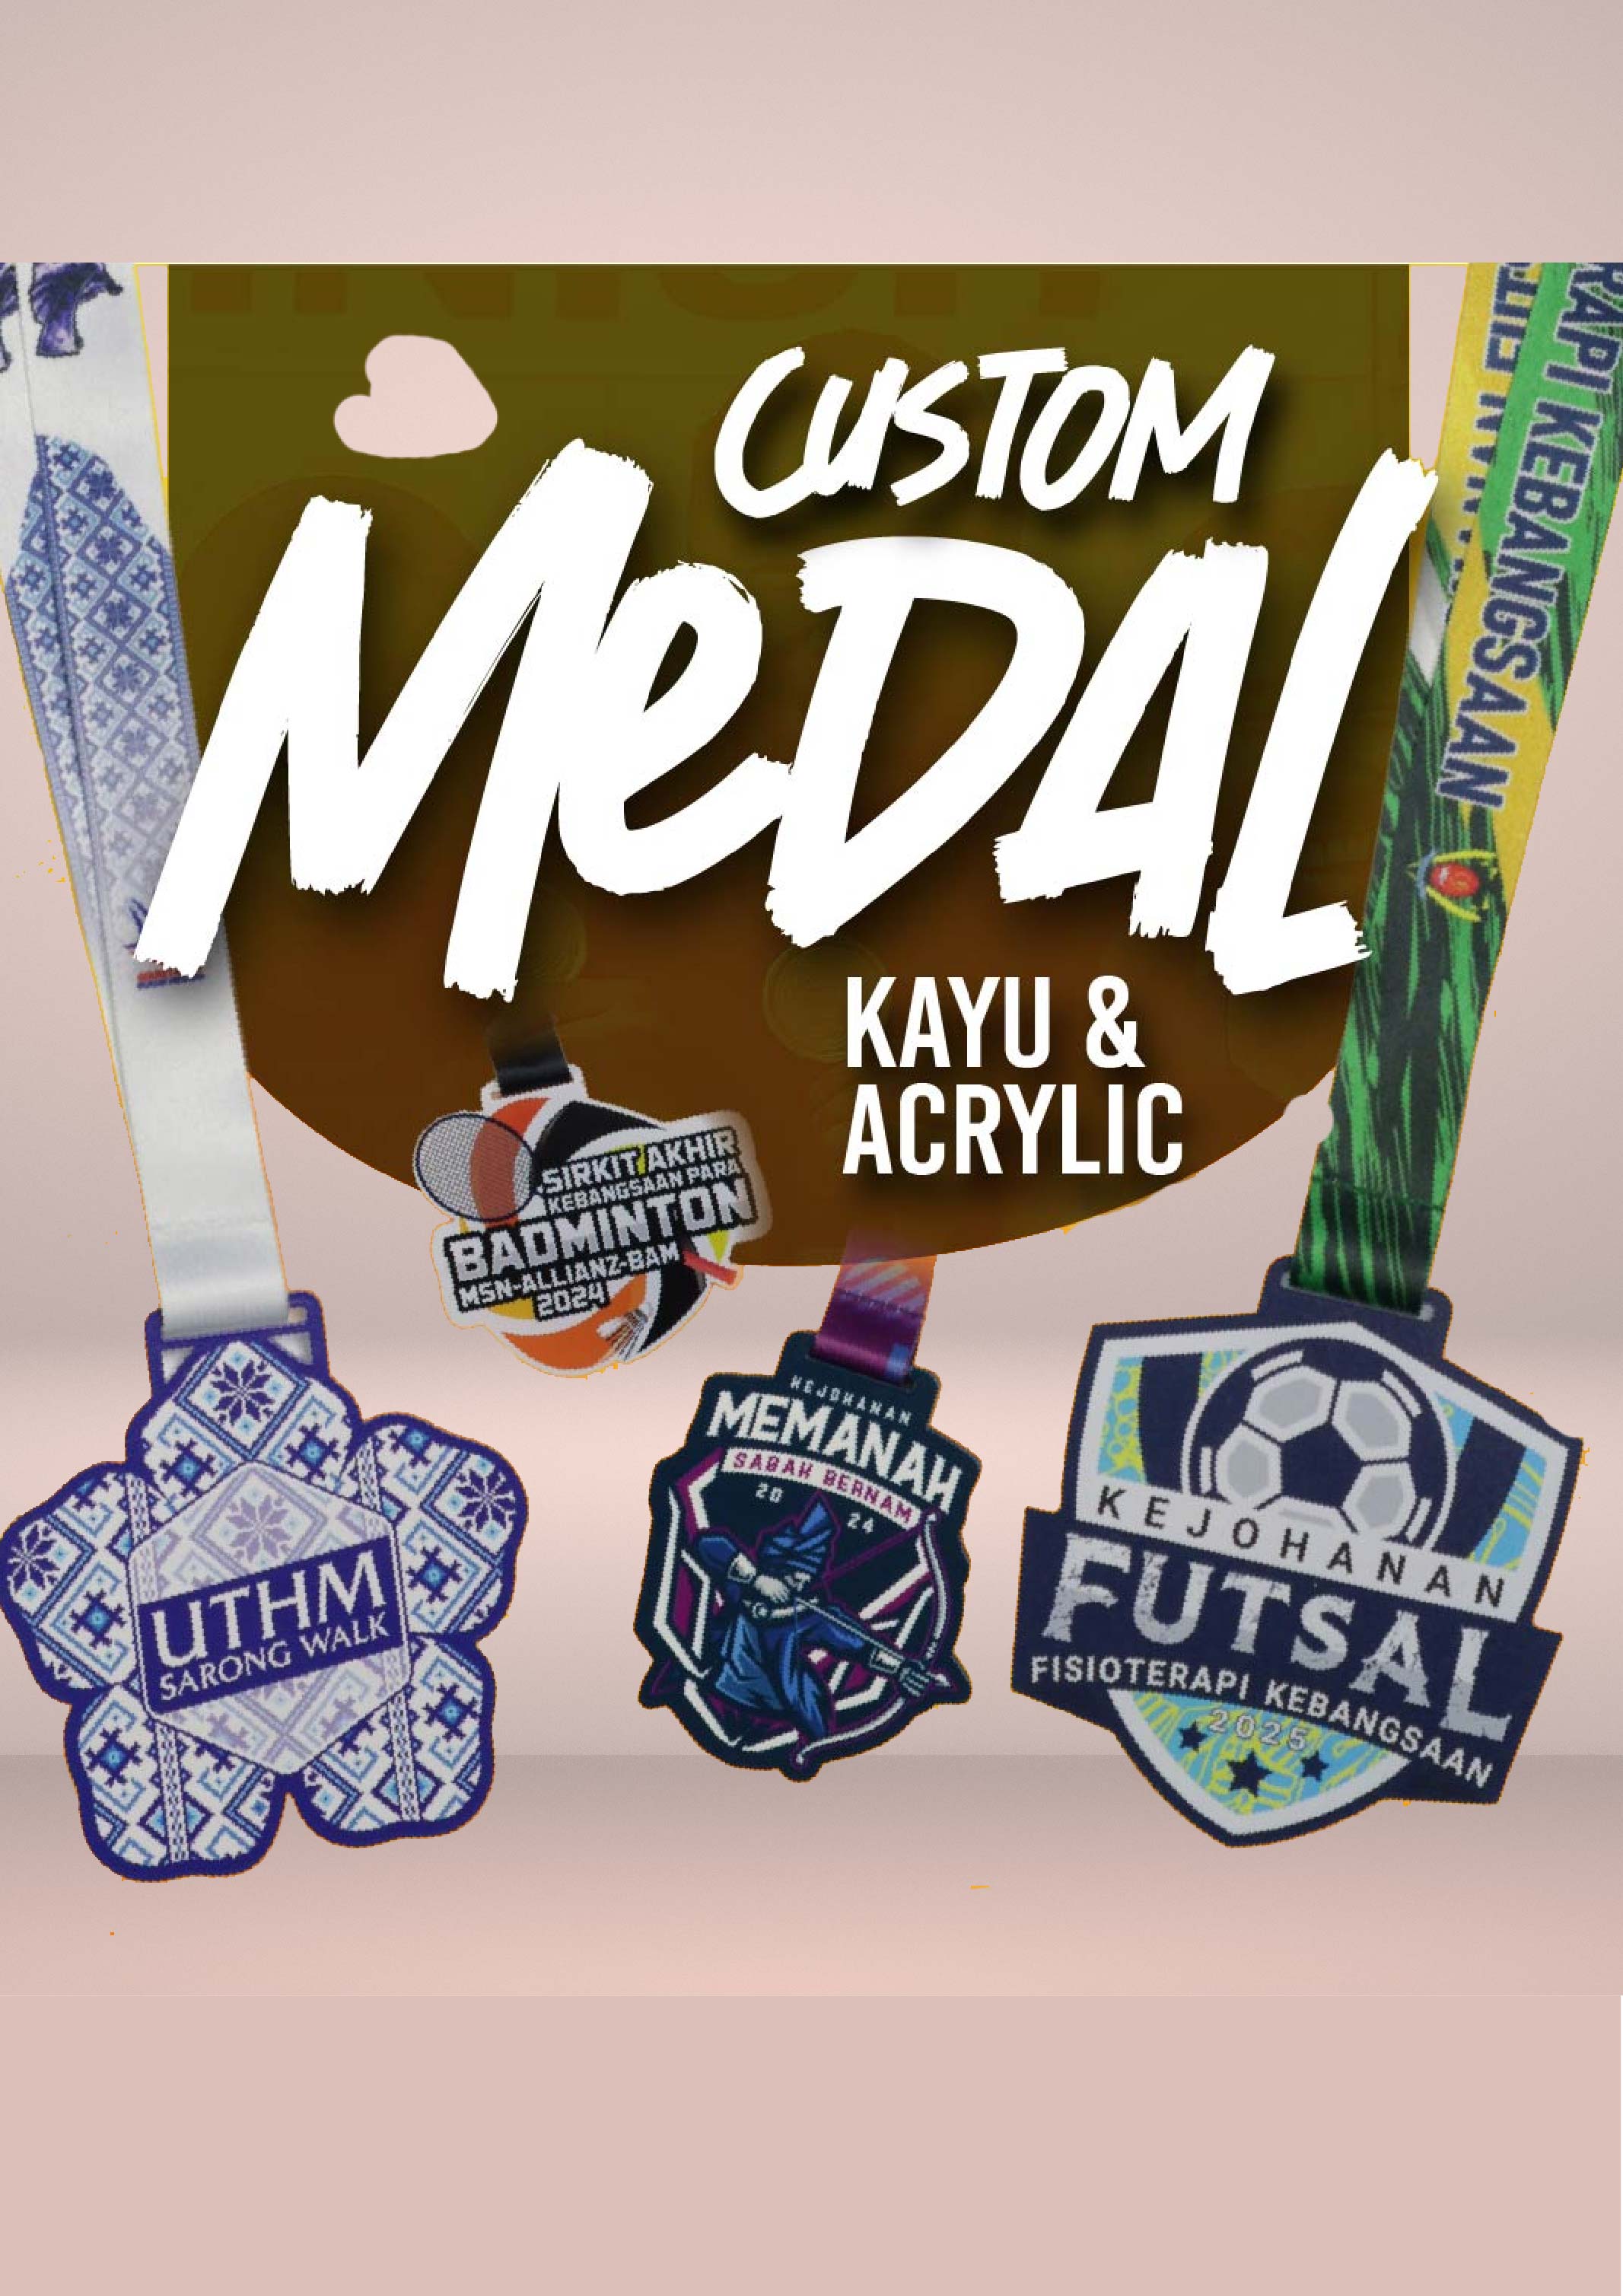 CUSTOM
MeDAL
KAYU &
ACRYLIC
RAPI KEBANGSAAN
SIRKIT AKHIR
KEBANGSAAN PARA
BADMINTON
MSN-ALLIANZ-BAM
2024
UTHM
SARONG WALK
KEJOHANAN
MEMANAH
SABAH BERNAM
20 24
KEJOHANAN
FUTSAL
FISIOTERAPI KEBANGSAAN
2025